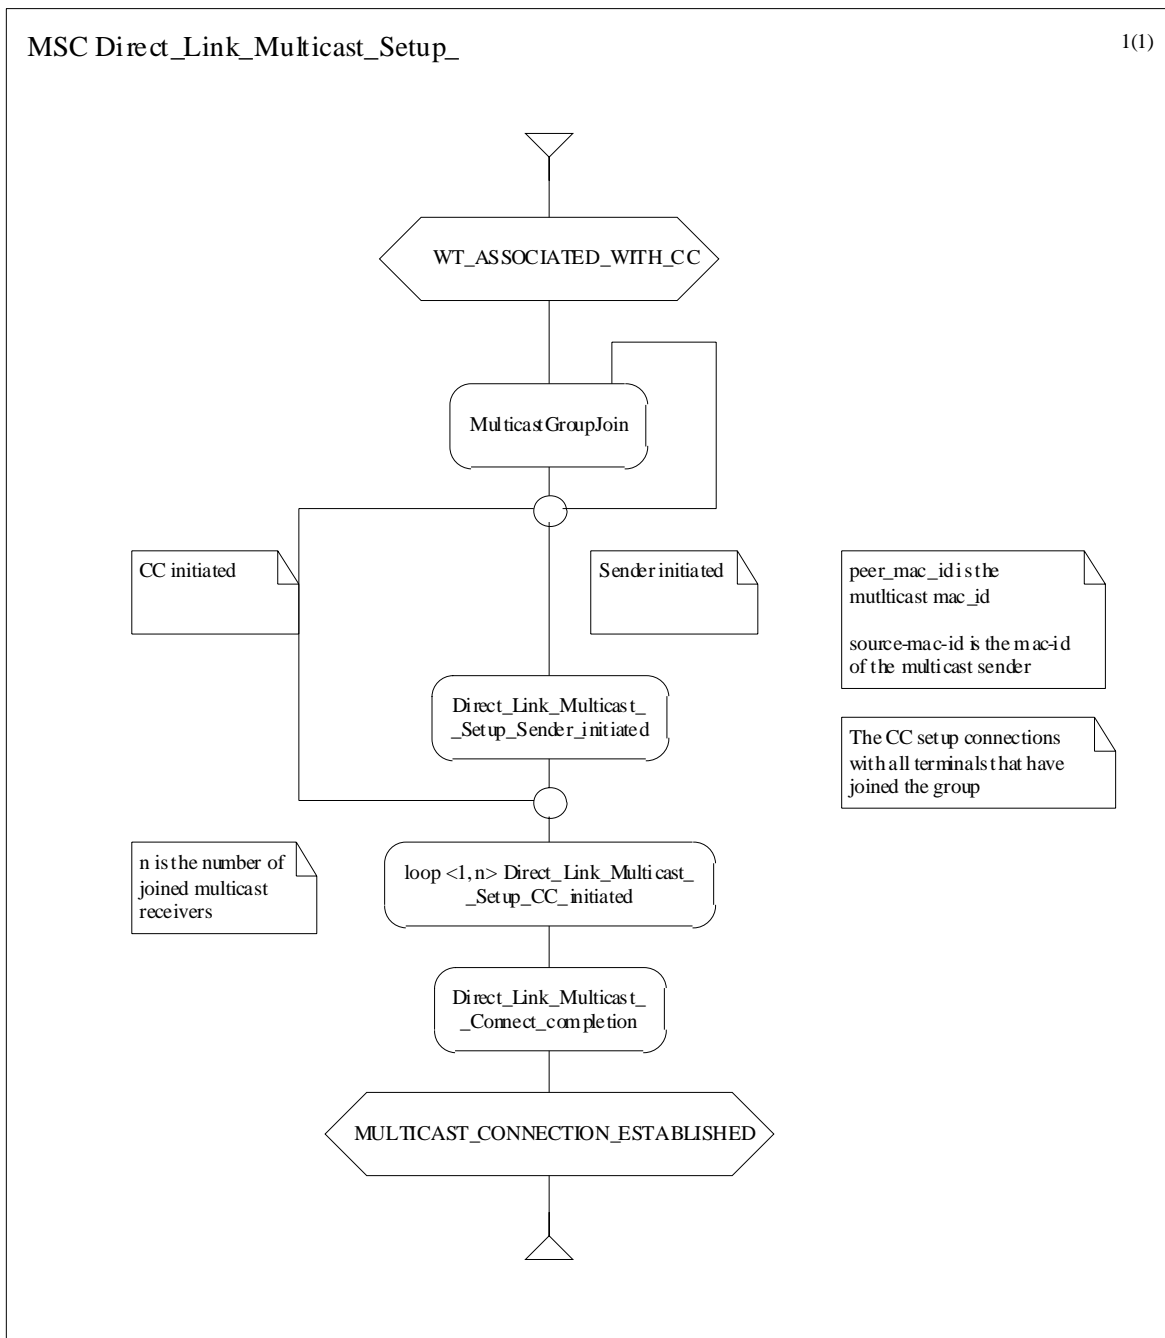 MSC Direct_Link_Multicast_Setup_
1(1)
WT_ASSOCIATED_WITH_CC
MulticastGroupJoin
CC initiated
Sender initiated
peer_mac_id is the
mutlticast mac_id
source-mac-id is the mac-id
of the multicast sender
Direct_Link_Multicast_
_Setup_Sender_initiated
The CC setup connections
with all terminals that have
joined the group
n is the number of
joined multicast
receivers
loop <1, n> Direct_Link_Multicast_
_Setup_CC_initiated
Direct_Link_Multicast_
_Connect_completion
MULTICAST_CONNECTION_ESTABLISHED